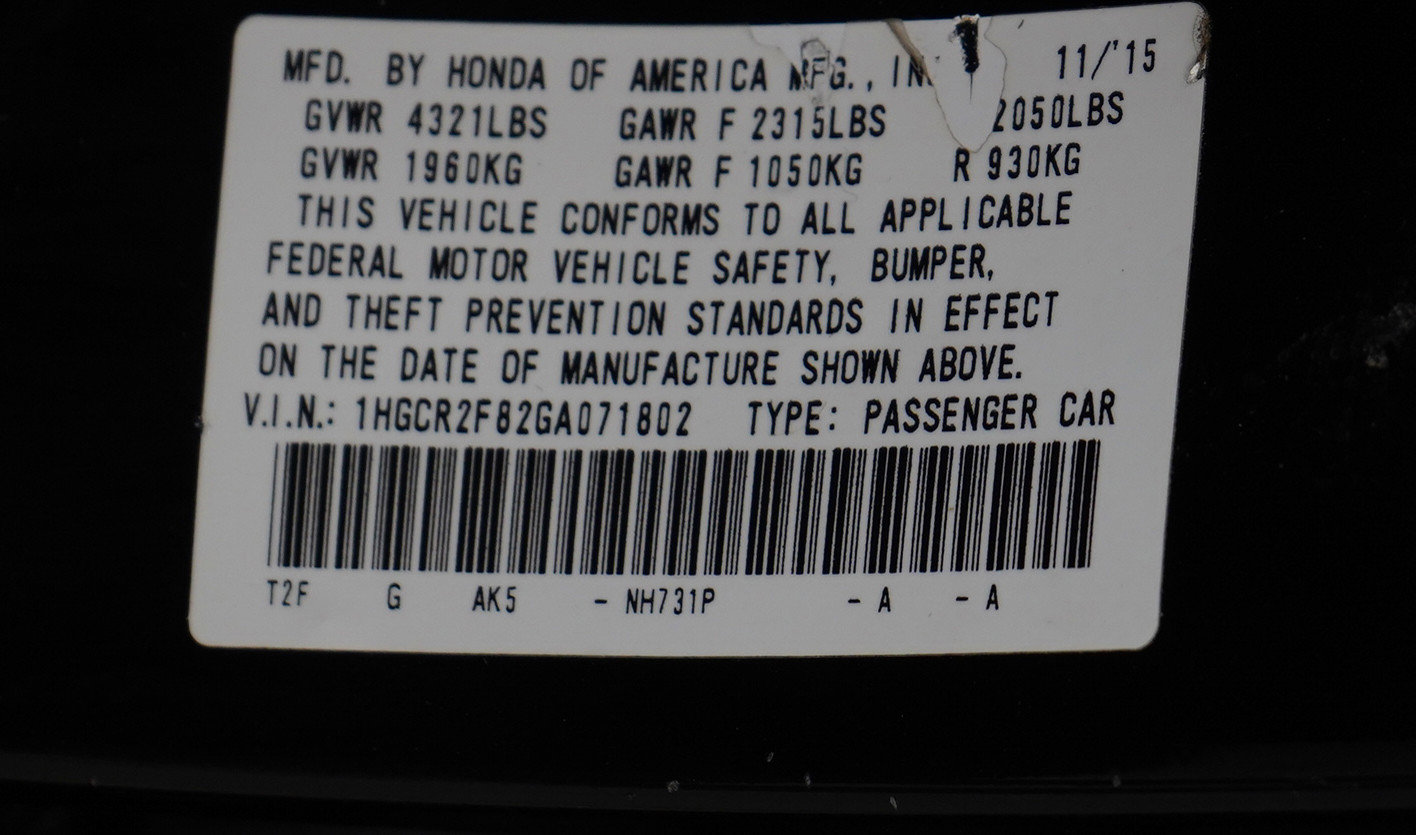 MFD. BY HONDA OF AMERICA MFG., 11/'15
GVWR 4321LBS GAWR F 2315LBS 2050LBS
GVWR 1960KG GAWR F 1050KG R 930KG
THIS VEHICLE CONFORMS TO ALL APPLICABLE
FEDERAL MOTOR VEHICLE SAFETY, BUMPER,
AND THEFT PREVENTION STANDARDS IN EFFECT
ON THE DATE OF MANUFACTURE SHOWN ABOVE.
V.I.N.: 1HGCR2F82GA071802 TYPE: PASSENGER CAR
T2F G AK5 - NH731P - A - A